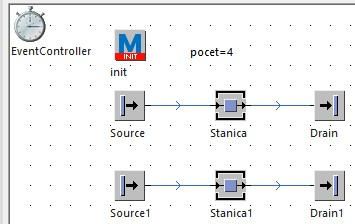 EventController
M
INIT
init
pocet=4
Source
Stanica
Drain
Source1
Stanica1
Drain1